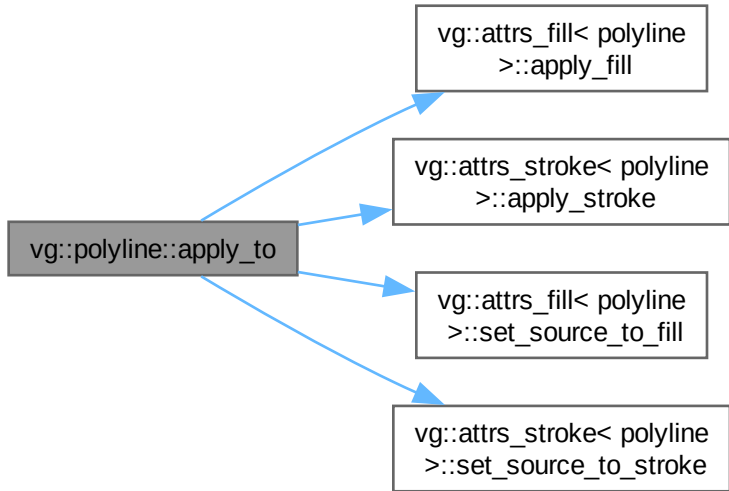 vg::attrs_fill< polyline
>::apply_fill
vg::attrs_stroke< polyline
>::apply_stroke
vg::polyline::apply_to
vg::attrs_fill< polyline
>::set_source_to_fill
vg::attrs_stroke< polyline
>::set_source_to_stroke